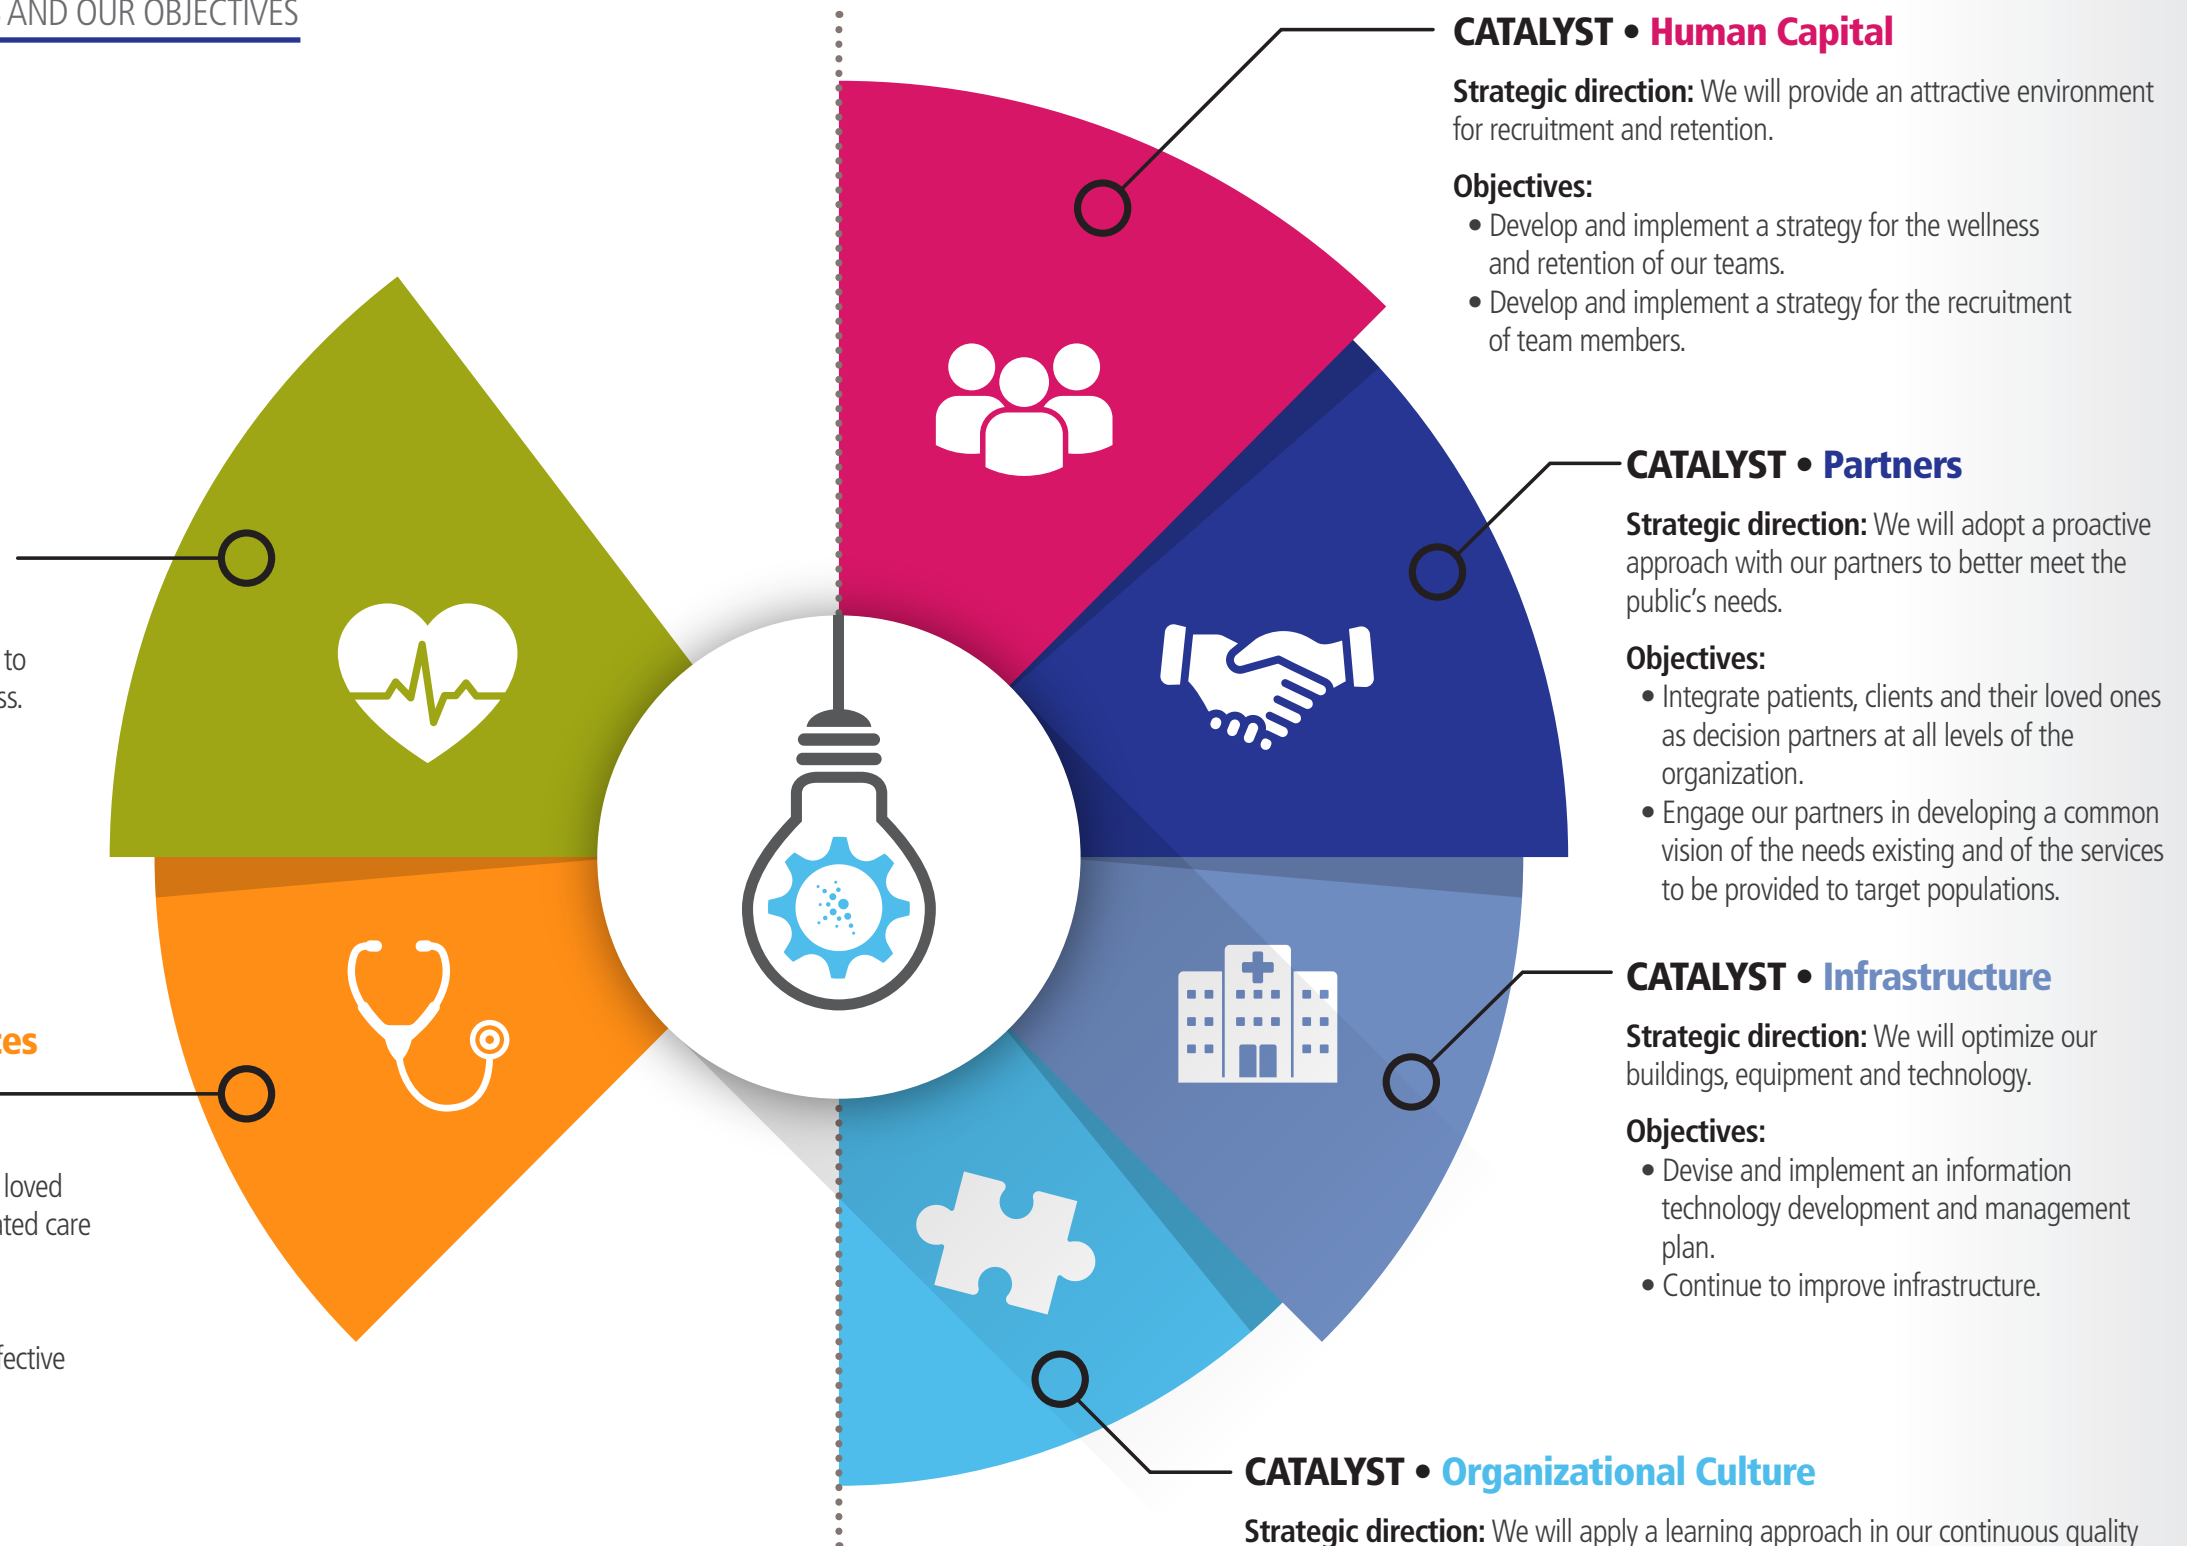 AND OUR OBJECTIVES
to
loved
care
CATALYST • Human Capital
Strategic direction: We will provide an attractive environment
for recruitment and retention.
Objectives:
• Develop and implement a strategy for the wellness
and retention of our teams.
• Develop and implement a strategy for the recruitment
of team members.
CATALYST • Partners
Strategic direction: We will adopt a proactive
approach with our partners to better meet the
public's needs.
Objectives:
• Integrate patients, clients and their loved ones
as decision partners at all levels of the
organization.
• Engage our partners in developing a common
vision of the needs existing and of the services
to be provided to target populations.
CATALYST • Infrastructure
Strategic direction: We will optimize our
buildings, equipment and technology.
Objectives:
• Devise and implement an information
technology development and management
plan.
• Continue to improve infrastructure.
CATALYST • Organizational Culture
Strategic direction: We will apply a learning approach in our continuous quality